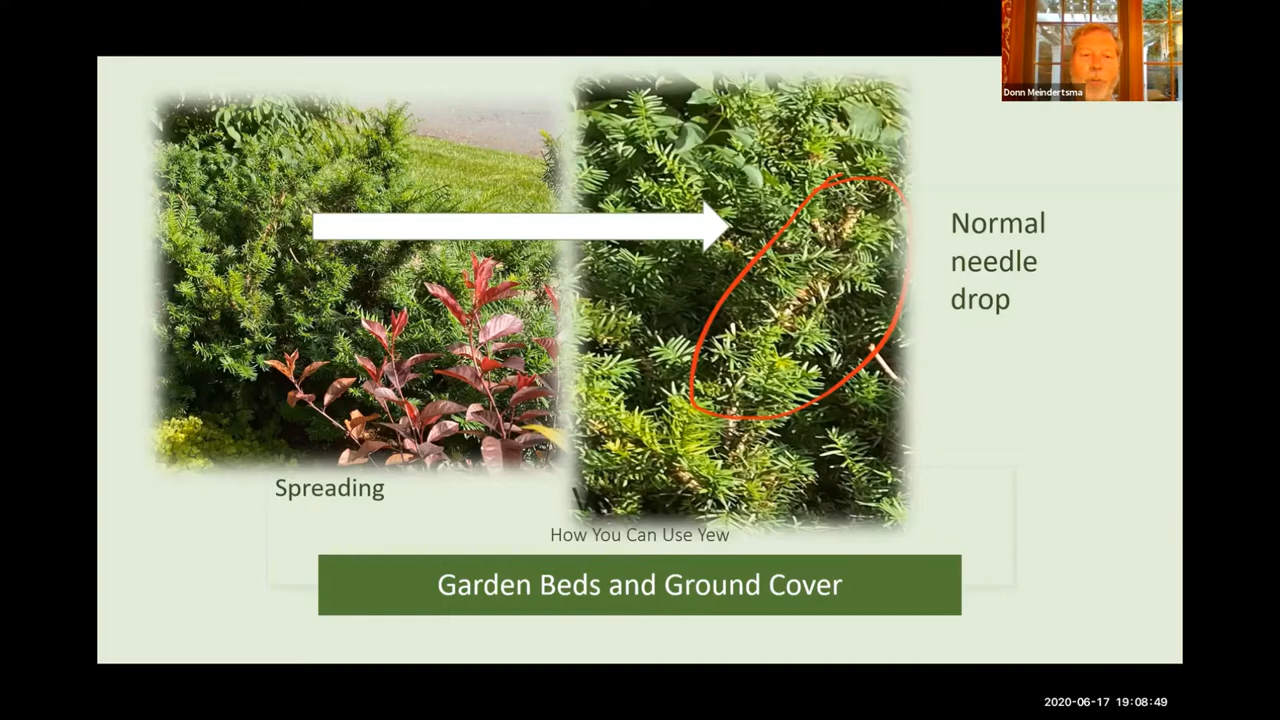 Donn Meindertsma
Normal
needle
drop
Spreading
How You Can Use Yew
Garden Beds and Ground Cover
2020-06-17 19:08:49